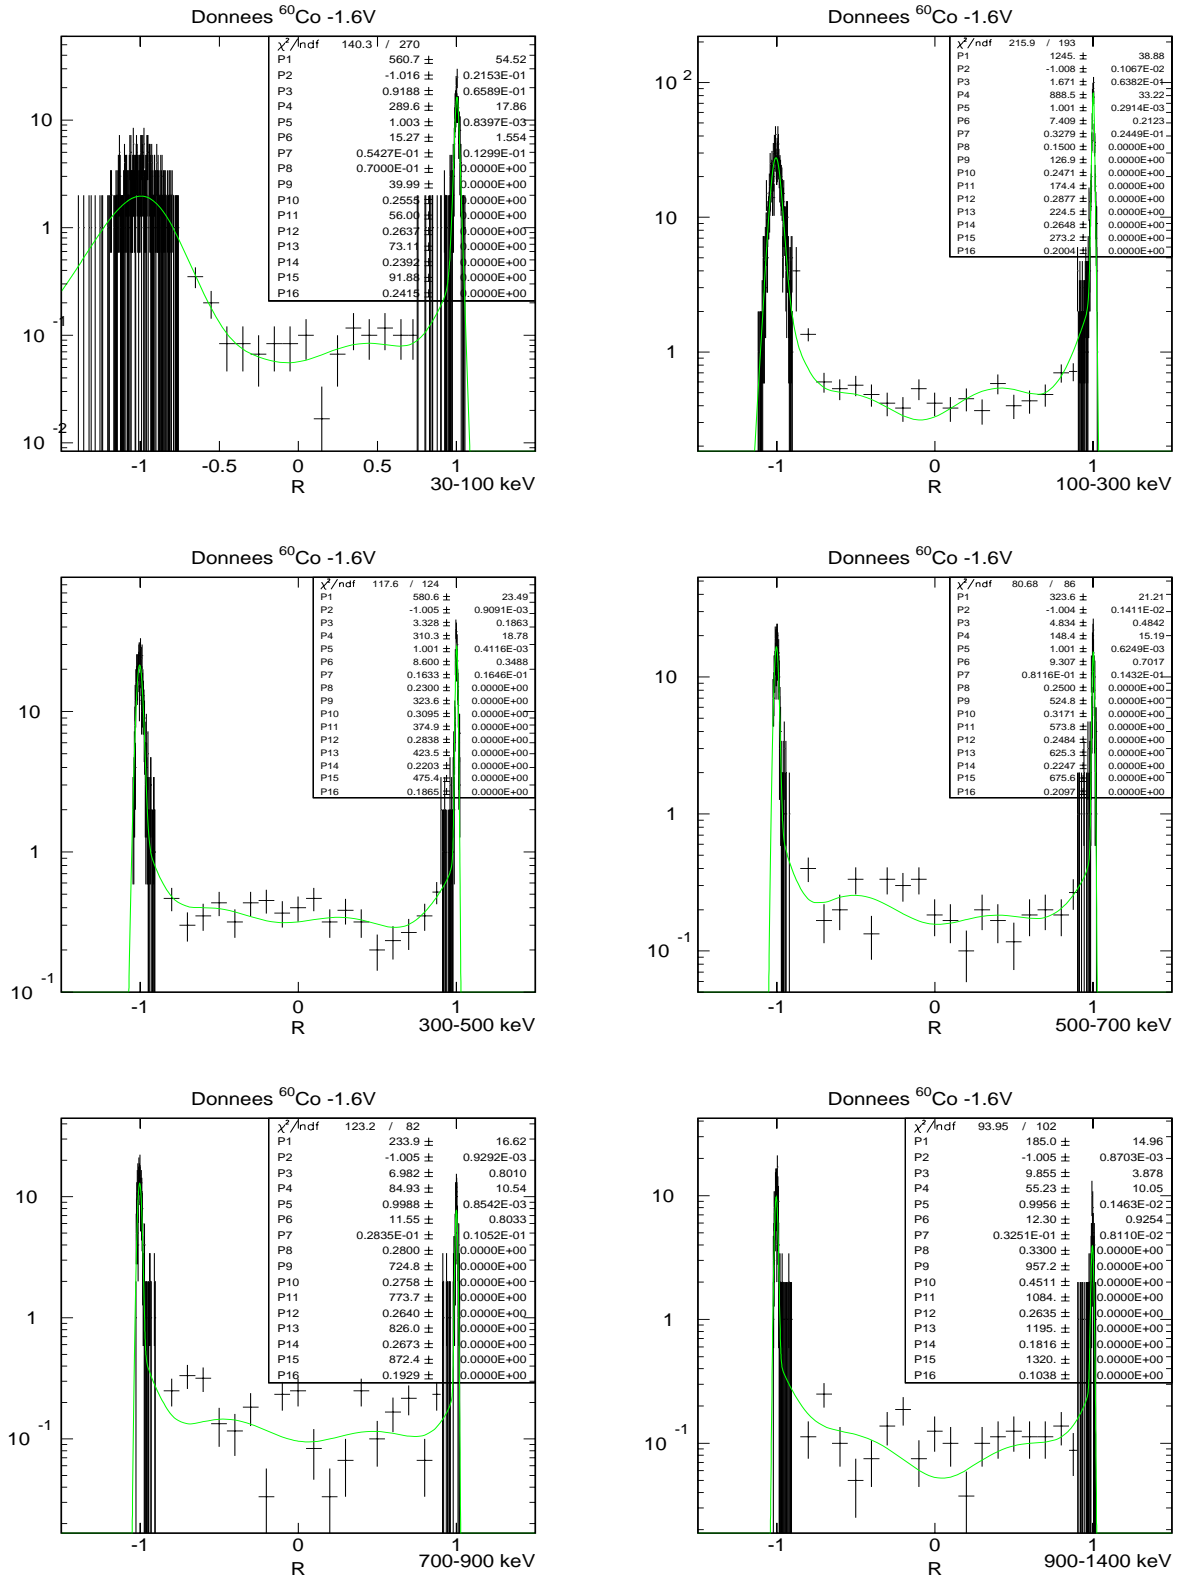 Donnees ⁶⁰Co -1.6V
χ²/ndf 140.3 / 270
P1 560.7 ± 54.52
P2 -1.016 ± 0.2153E-01
P3 0.9188 ± 0.6589E-01
P4 289.6 ± 17.86
P5 1.003 ± 0.8397E-03
P6 15.27 ± 1.554
P7 0.5427E-01 ± 0.1299E-01
P8 0.7000E-01 ± 0.0000E+00
P9 39.99 ± 0.0000E+00
P10 0.2555 ± 0.0000E+00
P11 56.00 ± 0.0000E+00
P12 0.2637 ± 0.0000E+00
P13 73.11 ± 0.0000E+00
P14 0.2392 ± 0.0000E+00
P15 91.88 ± 0.0000E+00
P16 0.2415 ± 0.0000E+00
10
1
10⁻¹
10⁻²
-1 -0.5 0 0.5 1
R
30-100 keV
Donnees ⁶⁰Co -1.6V
χ²/ndf 215.9 / 193
P1 1245. ± 38.88
P2 -1.008 ± 0.1067E-02
P3 1.671 ± 0.6382E-01
P4 888.5 ± 33.22
P5 1.001 ± 0.2914E-03
P6 7.409 ± 0.2123
P7 0.3279 ± 0.2449E-01
P8 0.1500 ± 0.0000E+00
P9 126.9 ± 0.0000E+00
P10 0.2471 ± 0.0000E+00
P11 174.4 ± 0.0000E+00
P12 0.2877 ± 0.0000E+00
P13 224.5 ± 0.0000E+00
P14 0.2648 ± 0.0000E+00
P15 273.2 ± 0.0000E+00
P16 0.2004 ± 0.0000E+00
10²
10
1
-1 0 1
R
100-300 keV
Donnees ⁶⁰Co -1.6V
χ²/ndf 117.6 / 124
P1 580.6 ± 23.49
P2 -1.005 ± 0.9091E-03
P3 3.328 ± 0.1863
P4 310.3 ± 18.78
P5 1.001 ± 0.4116E-03
P6 8.600 ± 0.3488
P7 0.1633 ± 0.1646E-01
P8 0.2300 ± 0.0000E+00
P9 323.6 ± 0.0000E+00
P10 0.3095 ± 0.0000E+00
P11 374.9 ± 0.0000E+00
P12 0.2838 ± 0.0000E+00
P13 423.5 ± 0.0000E+00
P14 0.2203 ± 0.0000E+00
P15 475.4 ± 0.0000E+00
P16 0.1865 ± 0.0000E+00
10
1
10⁻¹
-1 0 1
R
300-500 keV
Donnees ⁶⁰Co -1.6V
χ²/ndf 80.68 / 86
P1 323.6 ± 21.21
P2 -1.004 ± 0.1411E-02
P3 4.834 ± 0.4842
P4 148.4 ± 15.19
P5 1.001 ± 0.6249E-03
P6 9.307 ± 0.7017
P7 0.8116E-01 ± 0.1432E-01
P8 0.2500 ± 0.0000E+00
P9 524.8 ± 0.0000E+00
P10 0.3171 ± 0.0000E+00
P11 573.8 ± 0.0000E+00
P12 0.2484 ± 0.0000E+00
P13 625.3 ± 0.0000E+00
P14 0.2247 ± 0.0000E+00
P15 675.6 ± 0.0000E+00
P16 0.2097 ± 0.0000E+00
10
1
10⁻¹
-1 0 1
R
500-700 keV
Donnees ⁶⁰Co -1.6V
χ²/ndf 123.2 / 82
P1 233.9 ± 16.62
P2 -1.005 ± 0.9292E-03
P3 6.982 ± 0.8010
P4 84.93 ± 10.54
P5 0.9988 ± 0.8542E-03
P6 11.55 ± 0.8033
P7 0.2835E-01 ± 0.1052E-01
P8 0.2800 ± 0.0000E+00
P9 724.8 ± 0.0000E+00
P10 0.2758 ± 0.0000E+00
P11 773.7 ± 0.0000E+00
P12 0.2640 ± 0.0000E+00
P13 826.0 ± 0.0000E+00
P14 0.2673 ± 0.0000E+00
P15 872.4 ± 0.0000E+00
P16 0.1929 ± 0.0000E+00
10
1
10⁻¹
-1 0 1
R
700-900 keV
Donnees ⁶⁰Co -1.6V
χ²/ndf 93.95 / 102
P1 185.0 ± 14.96
P2 -1.005 ± 0.8703E-03
P3 9.855 ± 3.878
P4 55.23 ± 10.05
P5 0.9956 ± 0.1463E-02
P6 12.30 ± 0.9254
P7 0.3251E-01 ± 0.8110E-02
P8 0.3300 ± 0.0000E+00
P9 957.2 ± 0.0000E+00
P10 0.4511 ± 0.0000E+00
P11 1084. ± 0.0000E+00
P12 0.2635 ± 0.0000E+00
P13 1195. ± 0.0000E+00
P14 0.1816 ± 0.0000E+00
P15 1320. ± 0.0000E+00
P16 0.1038 ± 0.0000E+00
10
1
10⁻¹
-1 0 1
R
900-1400 keV